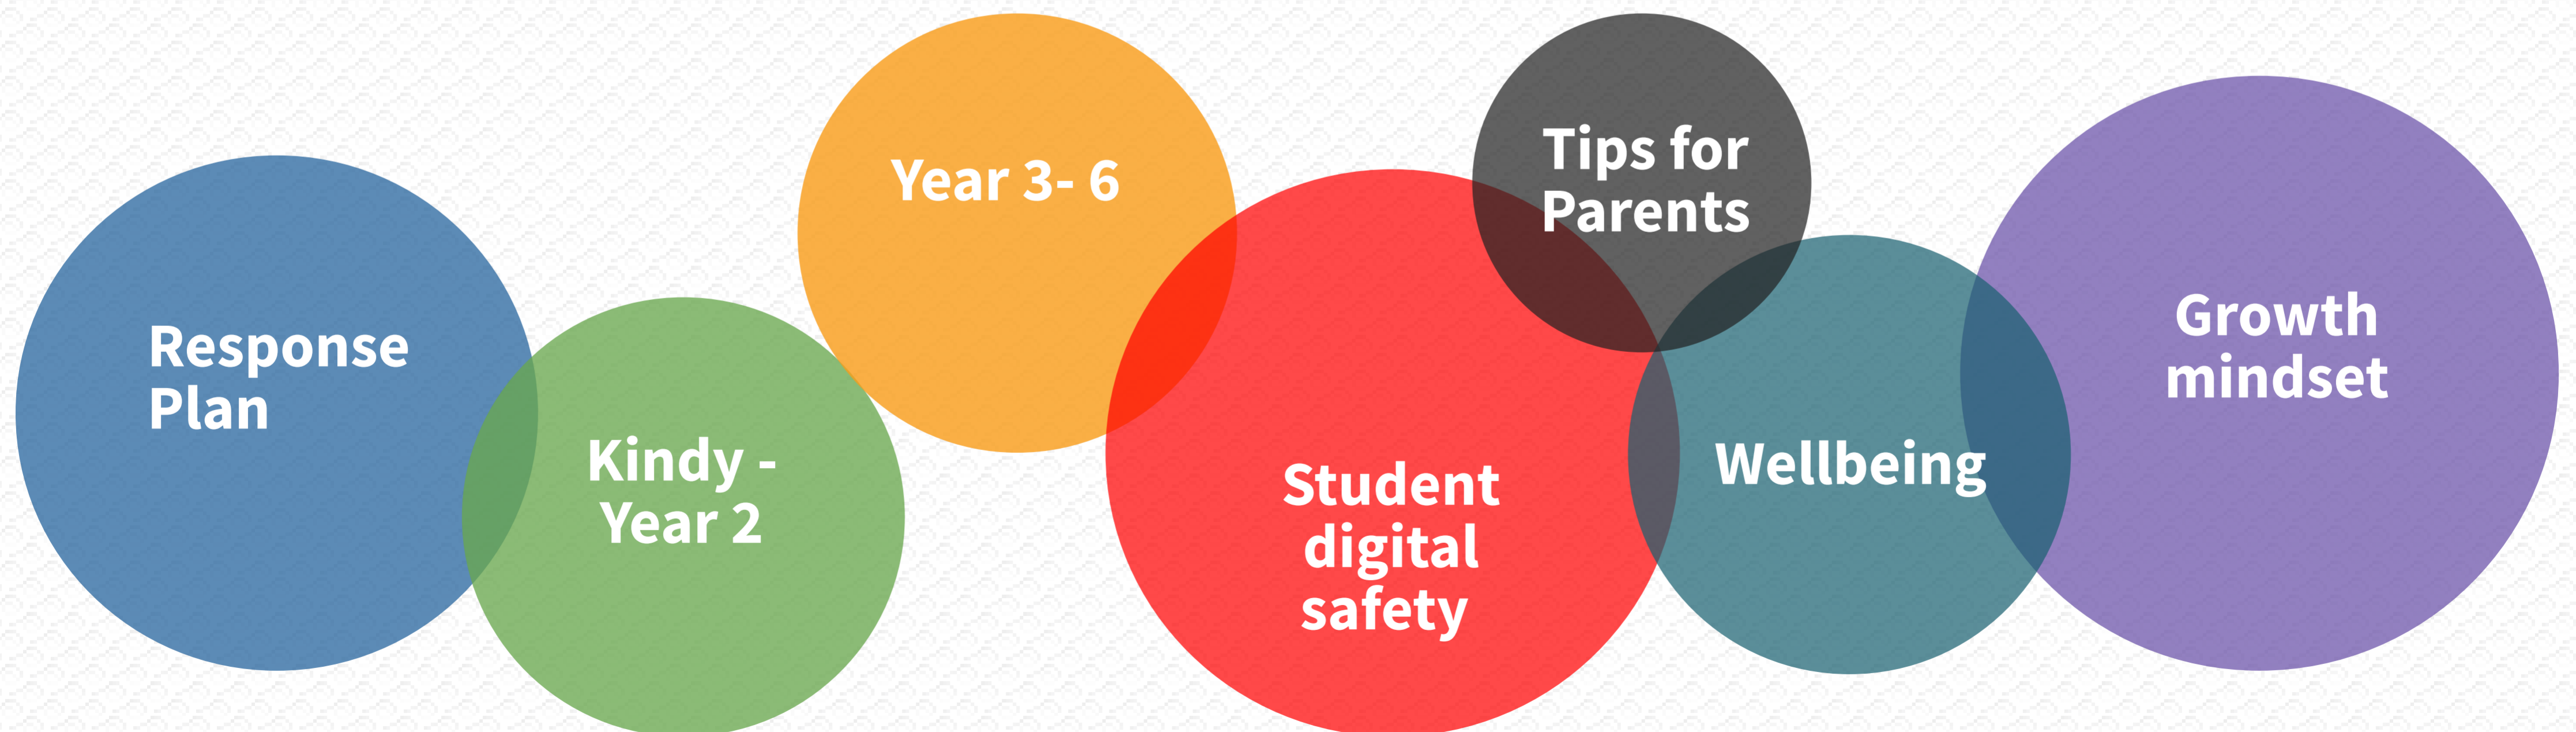 Response
Plan
Kindy -
Year 2
Year 3- 6
Student
digital
safety
Tips for
Parents
Wellbeing
Growth
mindset